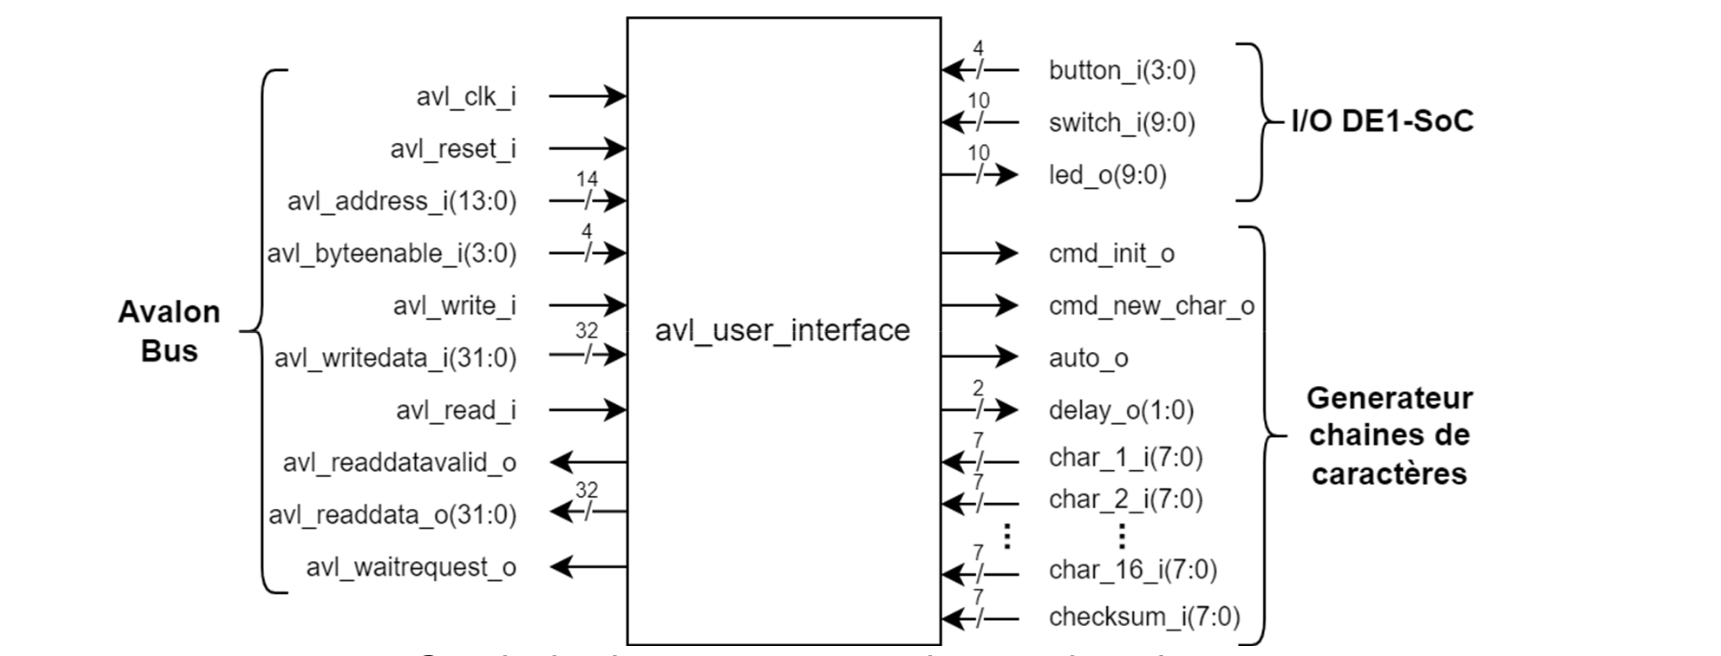 Avalon
Bus
avl_clk_i
avl_reset_i
14
avl_address_i(13:0)
4
avl_byteenable_i(3:0)
avl_write_i
32
avl_writedata_i(31:0)
avl_read_i
avl_readdatavalid_o
32
avl_readdata_o(31:0)
avl_waitrequest_o
avl_user_interface
4
button_i(3:0)
10
switch_i(9:0)
10
led_o(9:0)
I/O DE1-SoC
cmd_init_o
cmd_new_char_o
auto_o
2
delay_o(1:0)
7
char_1_i(7:0)
7
char_2_i(7:0)
7
char_16_i(7:0)
7
checksum_i(7:0)
Generateur
chaines de
caractères